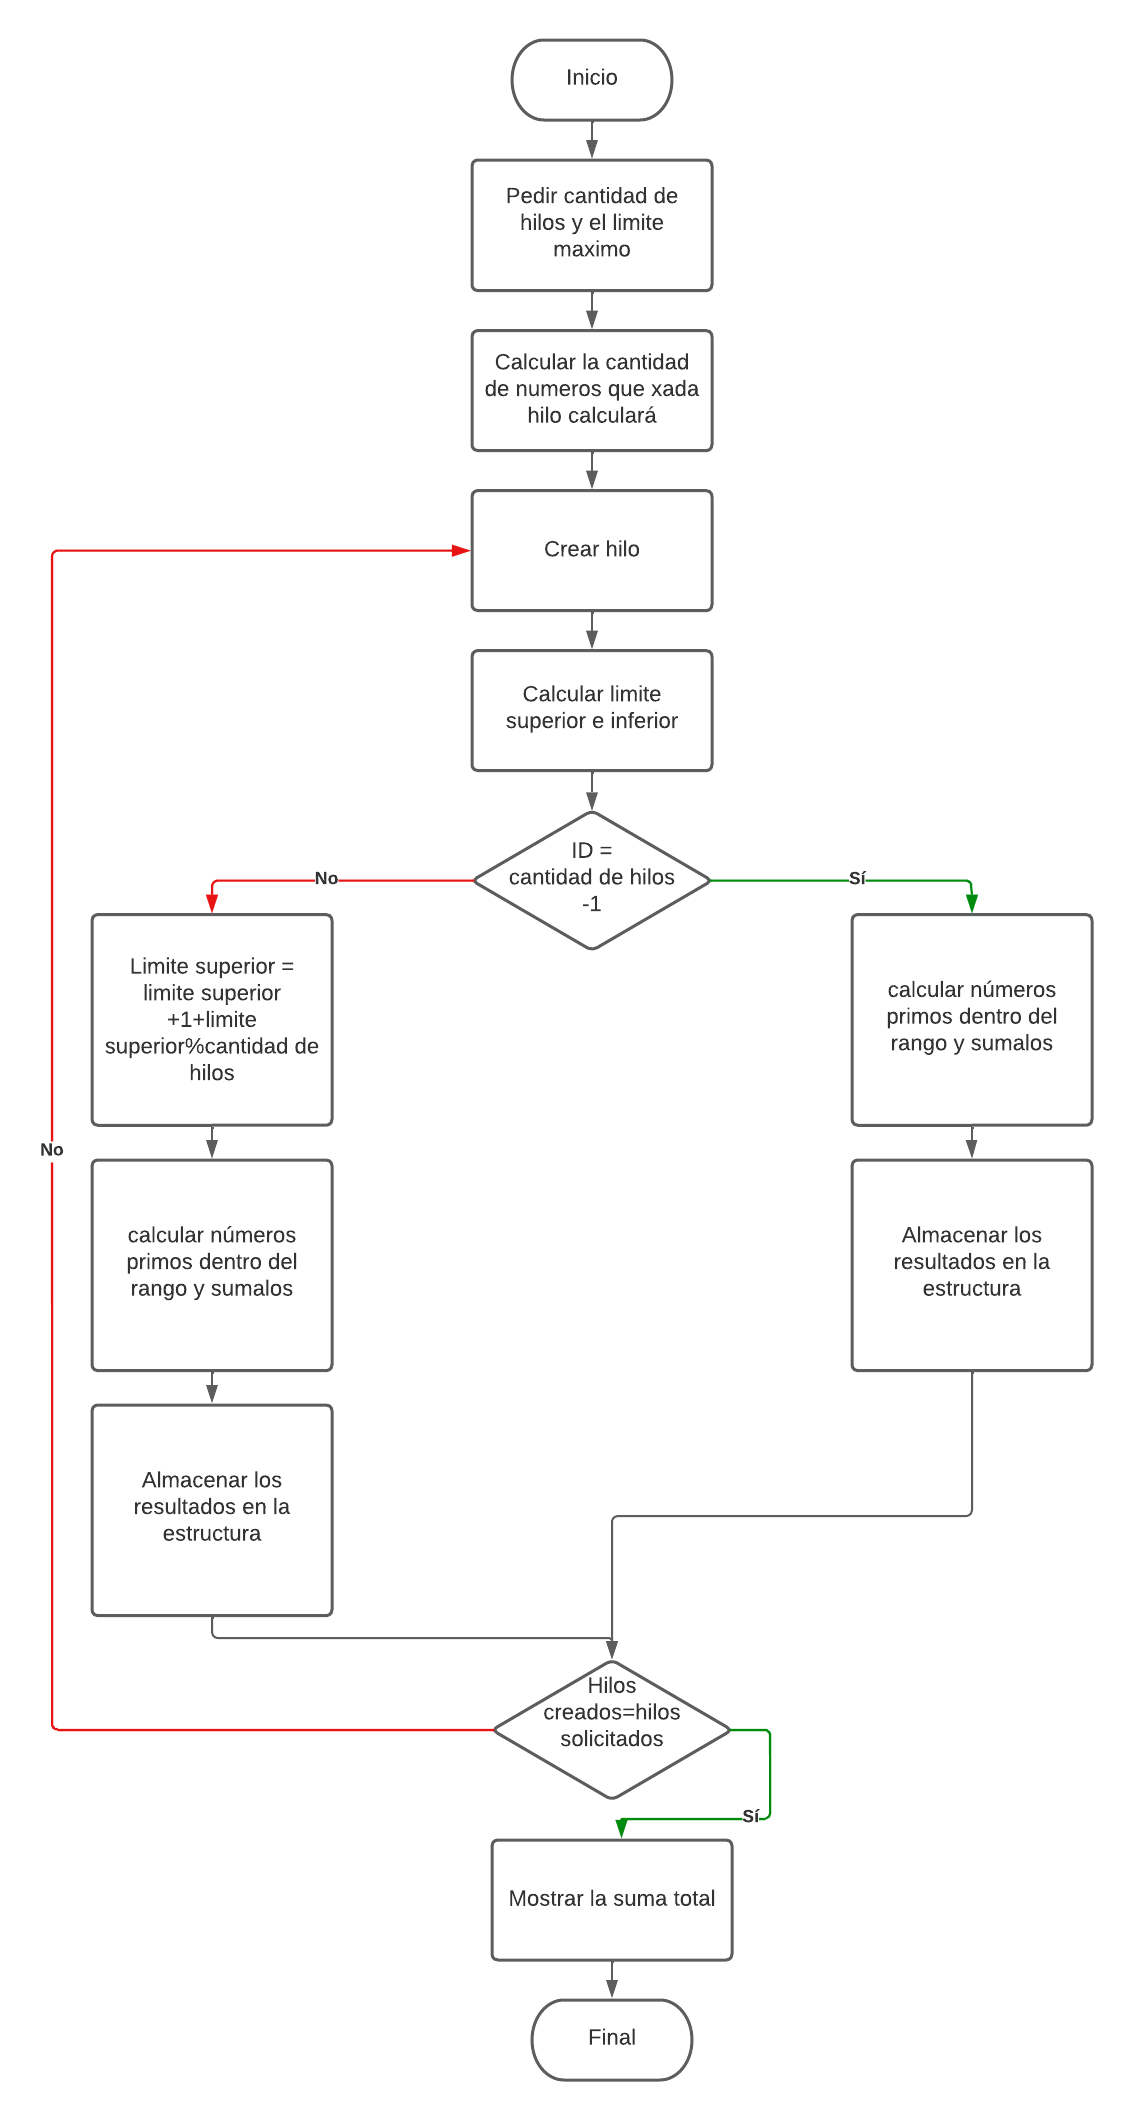 Inicio
Pedir cantidad de
hilos y el limite
maximo
Calcular la cantidad
de numeros que xada
hilo calculará
Crear hilo
Calcular limite
superior e inferior
ID =
cantidad de hilos
-1
No
Sí
Limite superior =
limite superior
+1+limite
superior%cantidad de
hilos
calcular números
primos dentro del
rango y sumalos
No
calcular números
primos dentro del
rango y sumalos
Almacenar los
resultados en la
estructura
Almacenar los
resultados en la
estructura
Hilos
creados=hilos
solicitados
Sí
Mostrar la suma total
Final